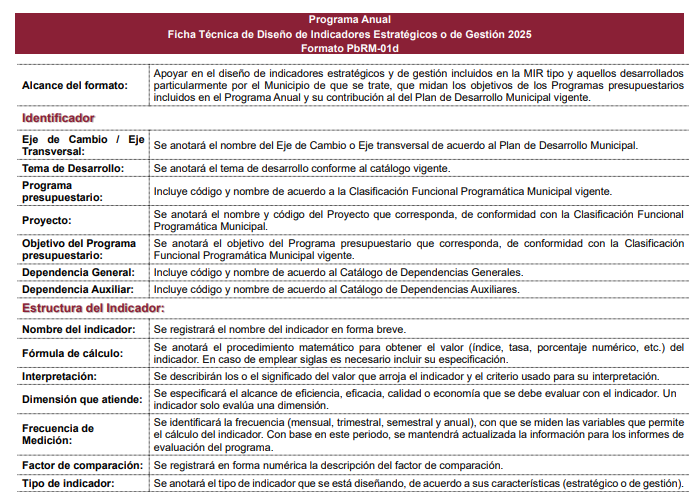 Programa Anual
Ficha Técnica de Diseño de Indicadores Estratégicos o de Gestión 2025
Formato PbRM-01d
Alcance del formato:
Apoyar en el diseño de indicadores estratégicos y de gestión incluidos en la MIR tipo y aquellos desarrollados
particularmente por el Municipio de que se trate, que midan los objetivos de los Programas presupuestarios
incluidos en el Programa Anual y su contribución al del Plan de Desarrollo Municipal vigente.
Identificador
Eje de Cambio / Eje
Transversal:
Se anotará el nombre del Eje de Cambio o Eje transversal de acuerdo al Plan de Desarrollo Municipal.
Tema de Desarrollo:
Se anotará el tema de desarrollo conforme al catálogo vigente.
Programa
presupuestario:
Incluye código y nombre de acuerdo a la Clasificación Funcional Programática Municipal vigente.
Proyecto:
Se anotará el nombre y código del Proyecto que corresponda, de conformidad con la Clasificación Funcional
Programática Municipal.
Objetivo del Programa
presupuestario:
Se anotará el objetivo del Programa presupuestario que corresponda, de conformidad con la Clasificación
Funcional Programática Municipal vigente.
Dependencia General:
Incluye código y nombre de acuerdo al Catálogo de Dependencias Generales.
Dependencia Auxiliar:
Incluye código y nombre de acuerdo al Catálogo de Dependencias Auxiliares.
Estructura del Indicador:
Nombre del indicador:
Se registrará el nombre del indicador en forma breve.
Fórmula de cálculo:
Se anotará el procedimiento matemático para obtener el valor (índice, tasa, porcentaje numérico, etc.) del
indicador. En caso de emplear siglas es necesario incluir su especificación.
Interpretación:
Se describirán los o el significado del valor que arroja el indicador y el criterio usado para su interpretación.
Dimensión que atiende:
Se especificará el alcance de eficiencia, eficacia, calidad o economía que se debe evaluar con el indicador. Un
indicador solo evalúa una dimensión.
Frecuencia de
Medición:
Se identificará la frecuencia (mensual, trimestral, semestral y anual), con que se miden las variables que permite
el cálculo del indicador. Con base en este periodo, se mantendrá actualizada la información para los informes de
evaluación del programa.
Factor de comparación:
Se registrará en forma numérica la descripción del factor de comparación.
Tipo de indicador:
Se anotará el tipo de indicador que se está diseñando, de acuerdo a sus características (estratégico o de gestión).